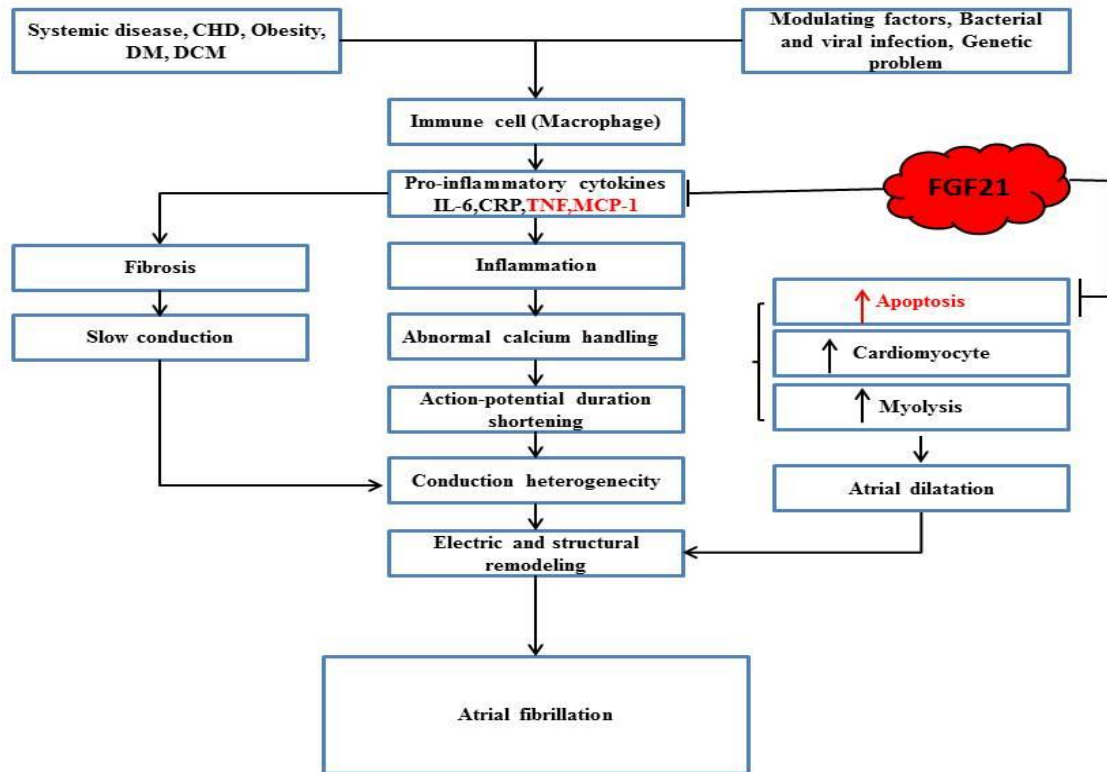 Systemic disease, CHD, Obesity,
DM, DCM
Modulating factors, Bacterial
and viral infection, Genetic
problem
Immune cell (Macrophage)
Pro-inflammatory cytokines
IL-6,CRP,TNF,MCP-1
FGF21
Fibrosis
Inflammation
Apoptosis
Slow conduction
Abnormal calcium handling
Cardiomyocyte
Action-potential duration
shortening
Myolysis
Conduction heterogenecity
Atrial dilatation
Electric and structural
remodeling
Atrial fibrillation